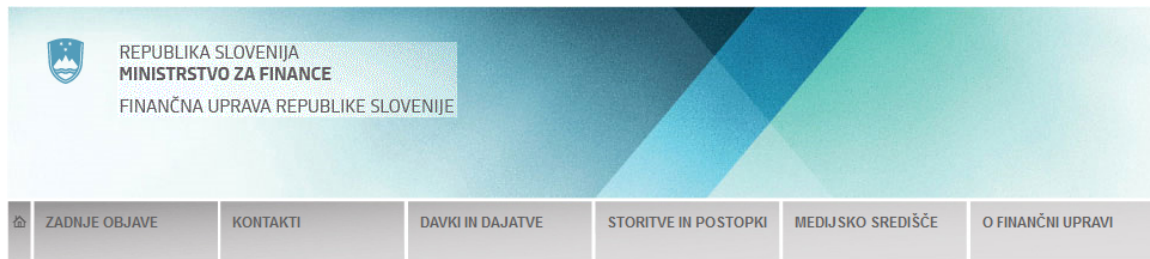 REPUBLIKA SLOVENIJA
MINISTRSTVO ZA FINANCE
FINANČNA UPRAVA REPUBLIKE SLOVENIJE
ZADNJE OBJAVE
KONTAKTI
DAVKI IN DAJATVE
STORITVE IN POSTOPKI
MEDIJSKO SREDIŠČE
O FINANČNI UPRAVI